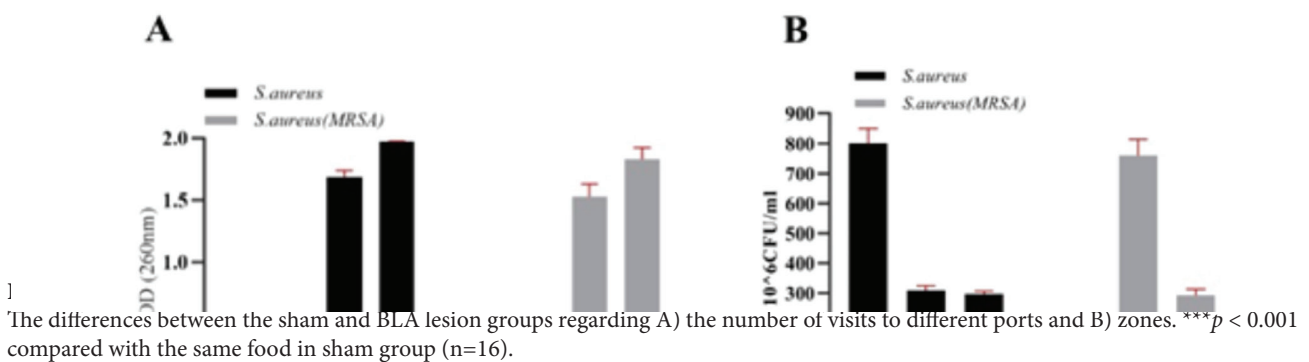 A
S.aureus
S.aureus(MRSA)
2.0
1.5
1.0
OD (260nm)
B
S.aureus
S.aureus(MRSA)
900
800
700
600
500
400
300
10^6CFU/ml
The differences between the sham and BLA lesion groups regarding A) the number of visits to different ports and B) zones. ***p < 0.001
compared with the same food in sham group (n=16).